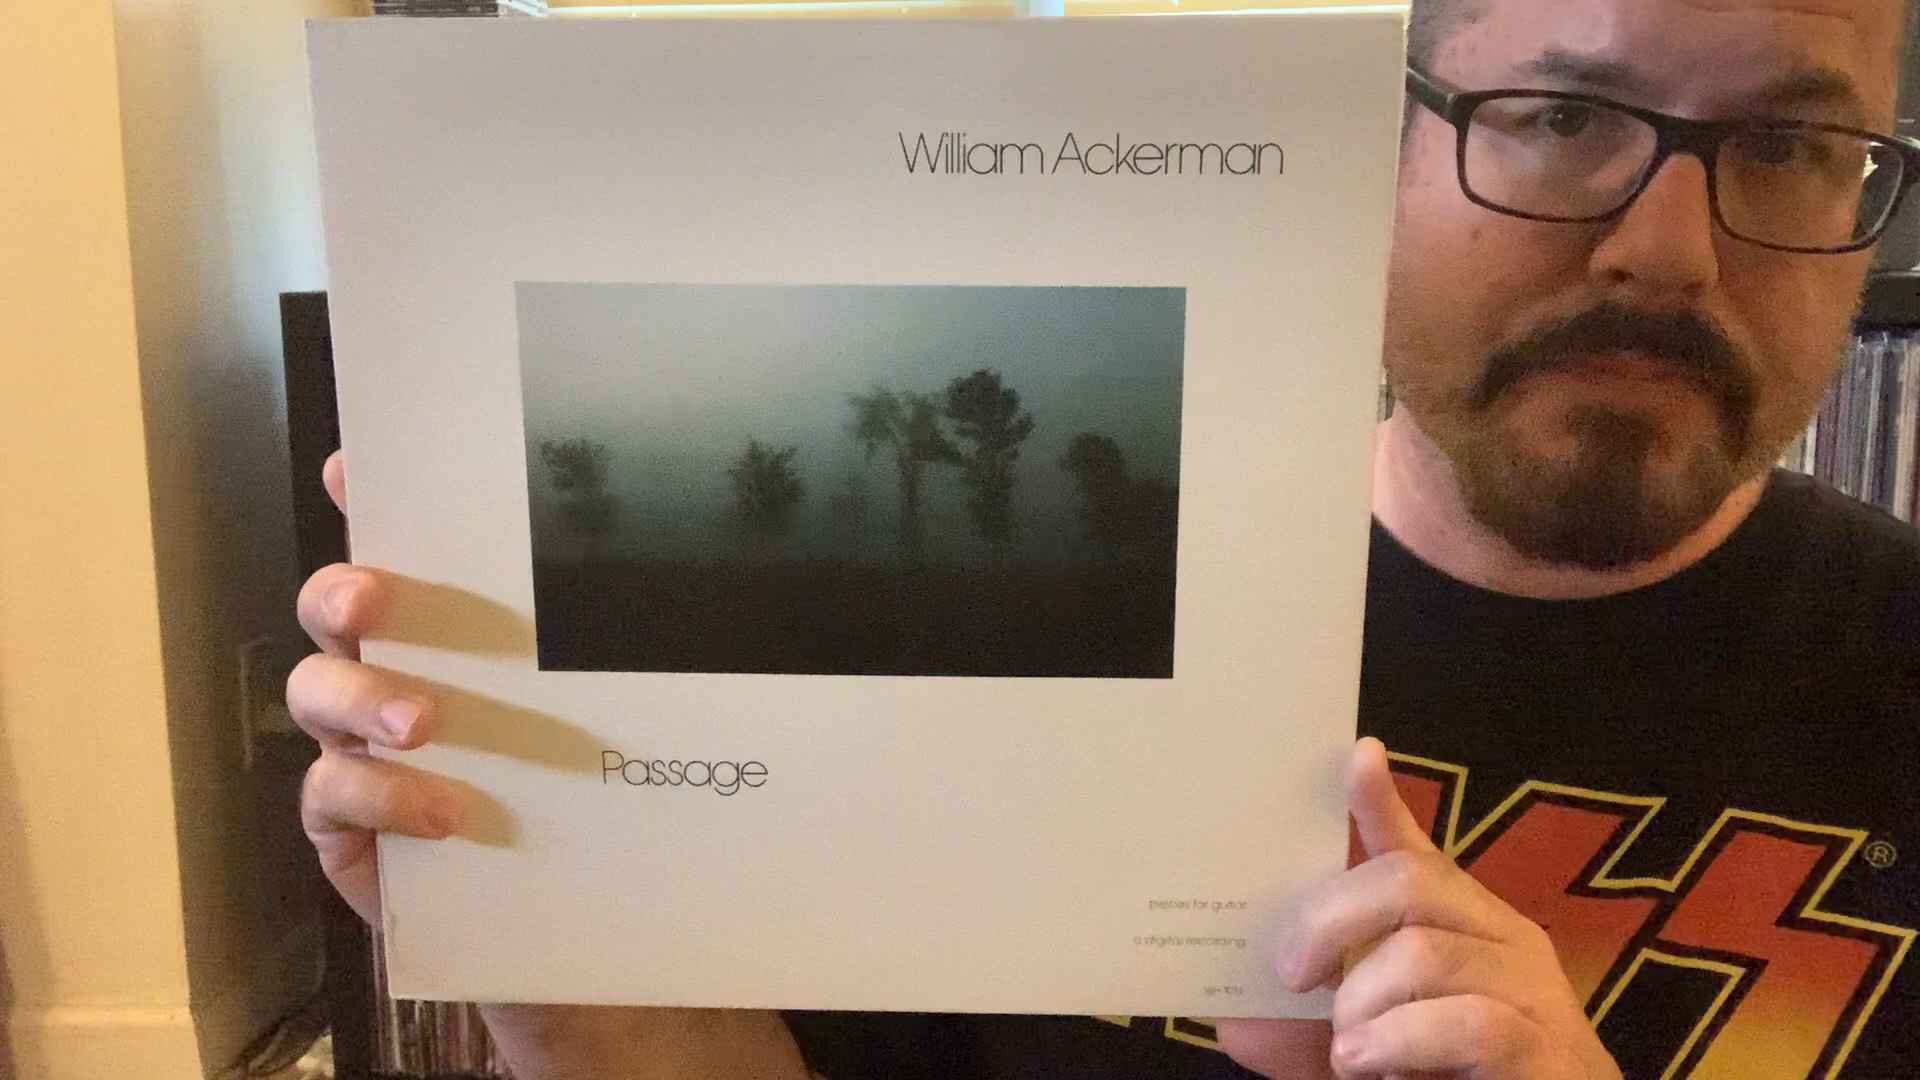 William Ackerman
Passage
pieces for guitar
a digital recording
®